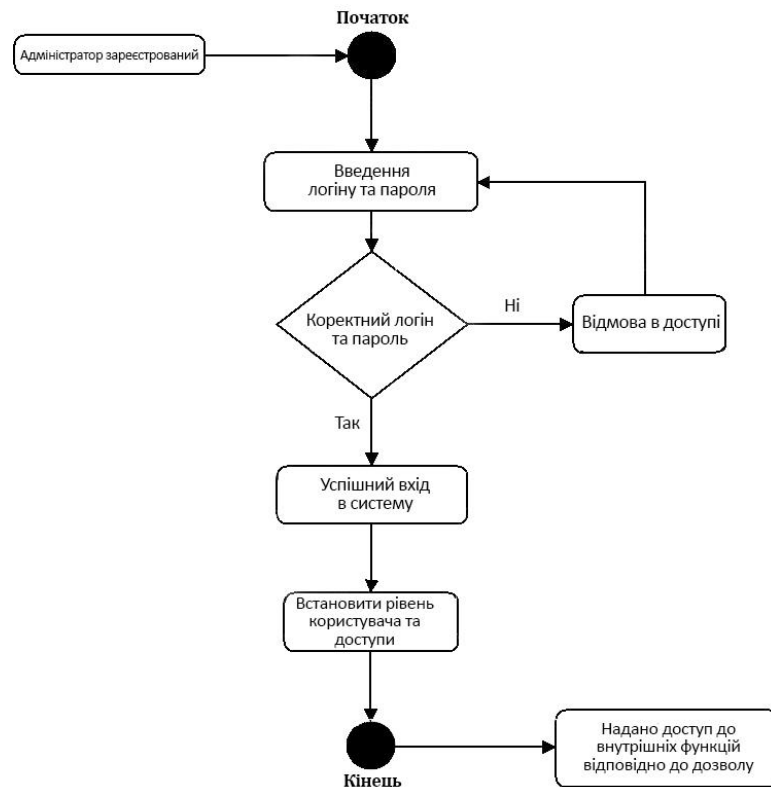 Початок
Адміністратор зареєстрований
Введення
логіну та пароля
Коректний логін
та пароль
Ні
Відмова в доступі
Так
Успішний вхід
в систему
Встановити рівень
користувача та
доступи
Надано доступ до
внутрішніх функцій
відповідно до дозволу
Кінець